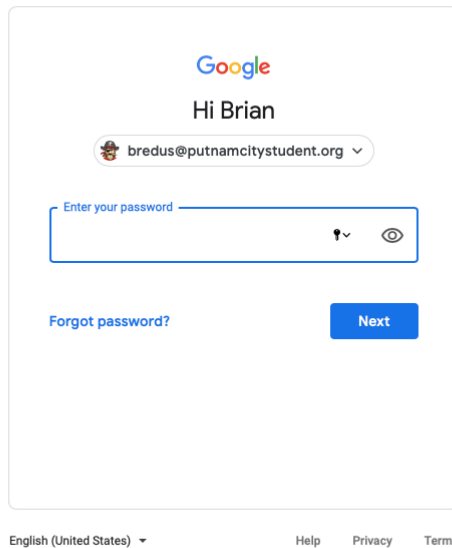 Google
Hi Brian
bredus@putnamcitystudent.org
Enter your password
Forgot password?
Next
English (United States)
Help
Privacy
Term